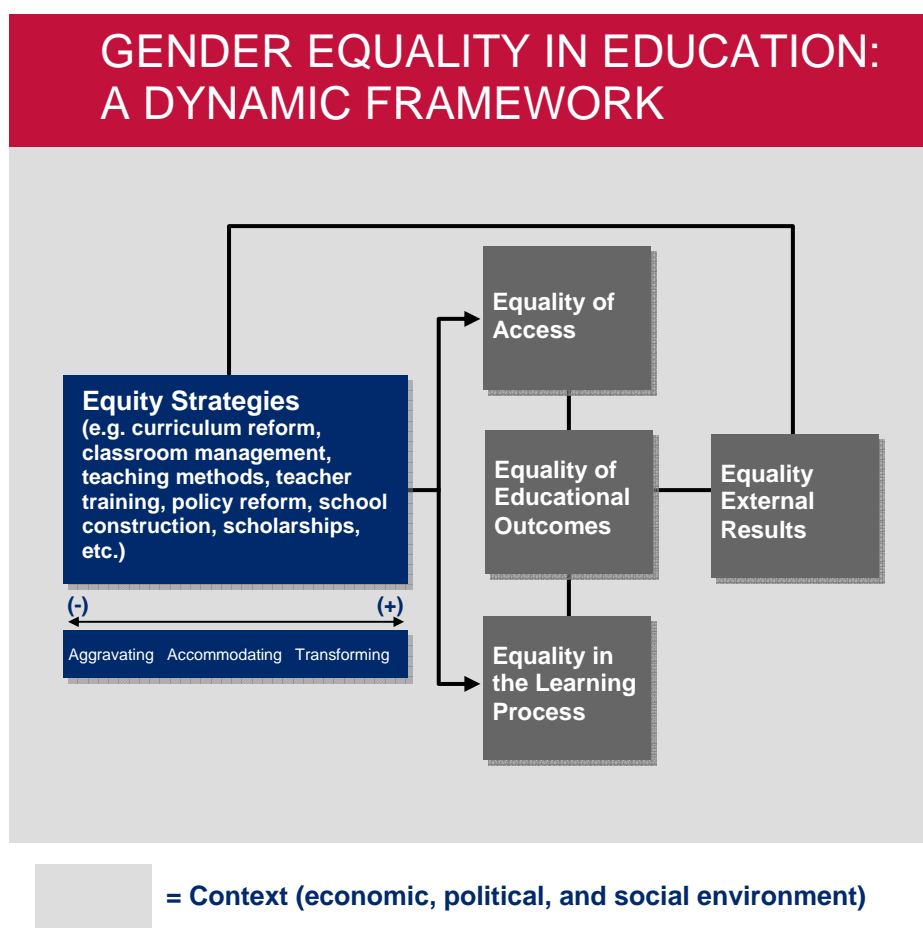 GENDER EQUALITY IN EDUCATION:
A DYNAMIC FRAMEWORK
Equality of
Access
Equity Strategies
(e.g. curriculum reform,
classroom management,
teaching methods, teacher
training, policy reform, school
construction, scholarships,
etc.)
Equality of
Educational
Outcomes
Equality
External
Results
(-) (+)
Aggravating Accommodating Transforming
Equality in
the Learning
Process
= Context (economic, political, and social environment)